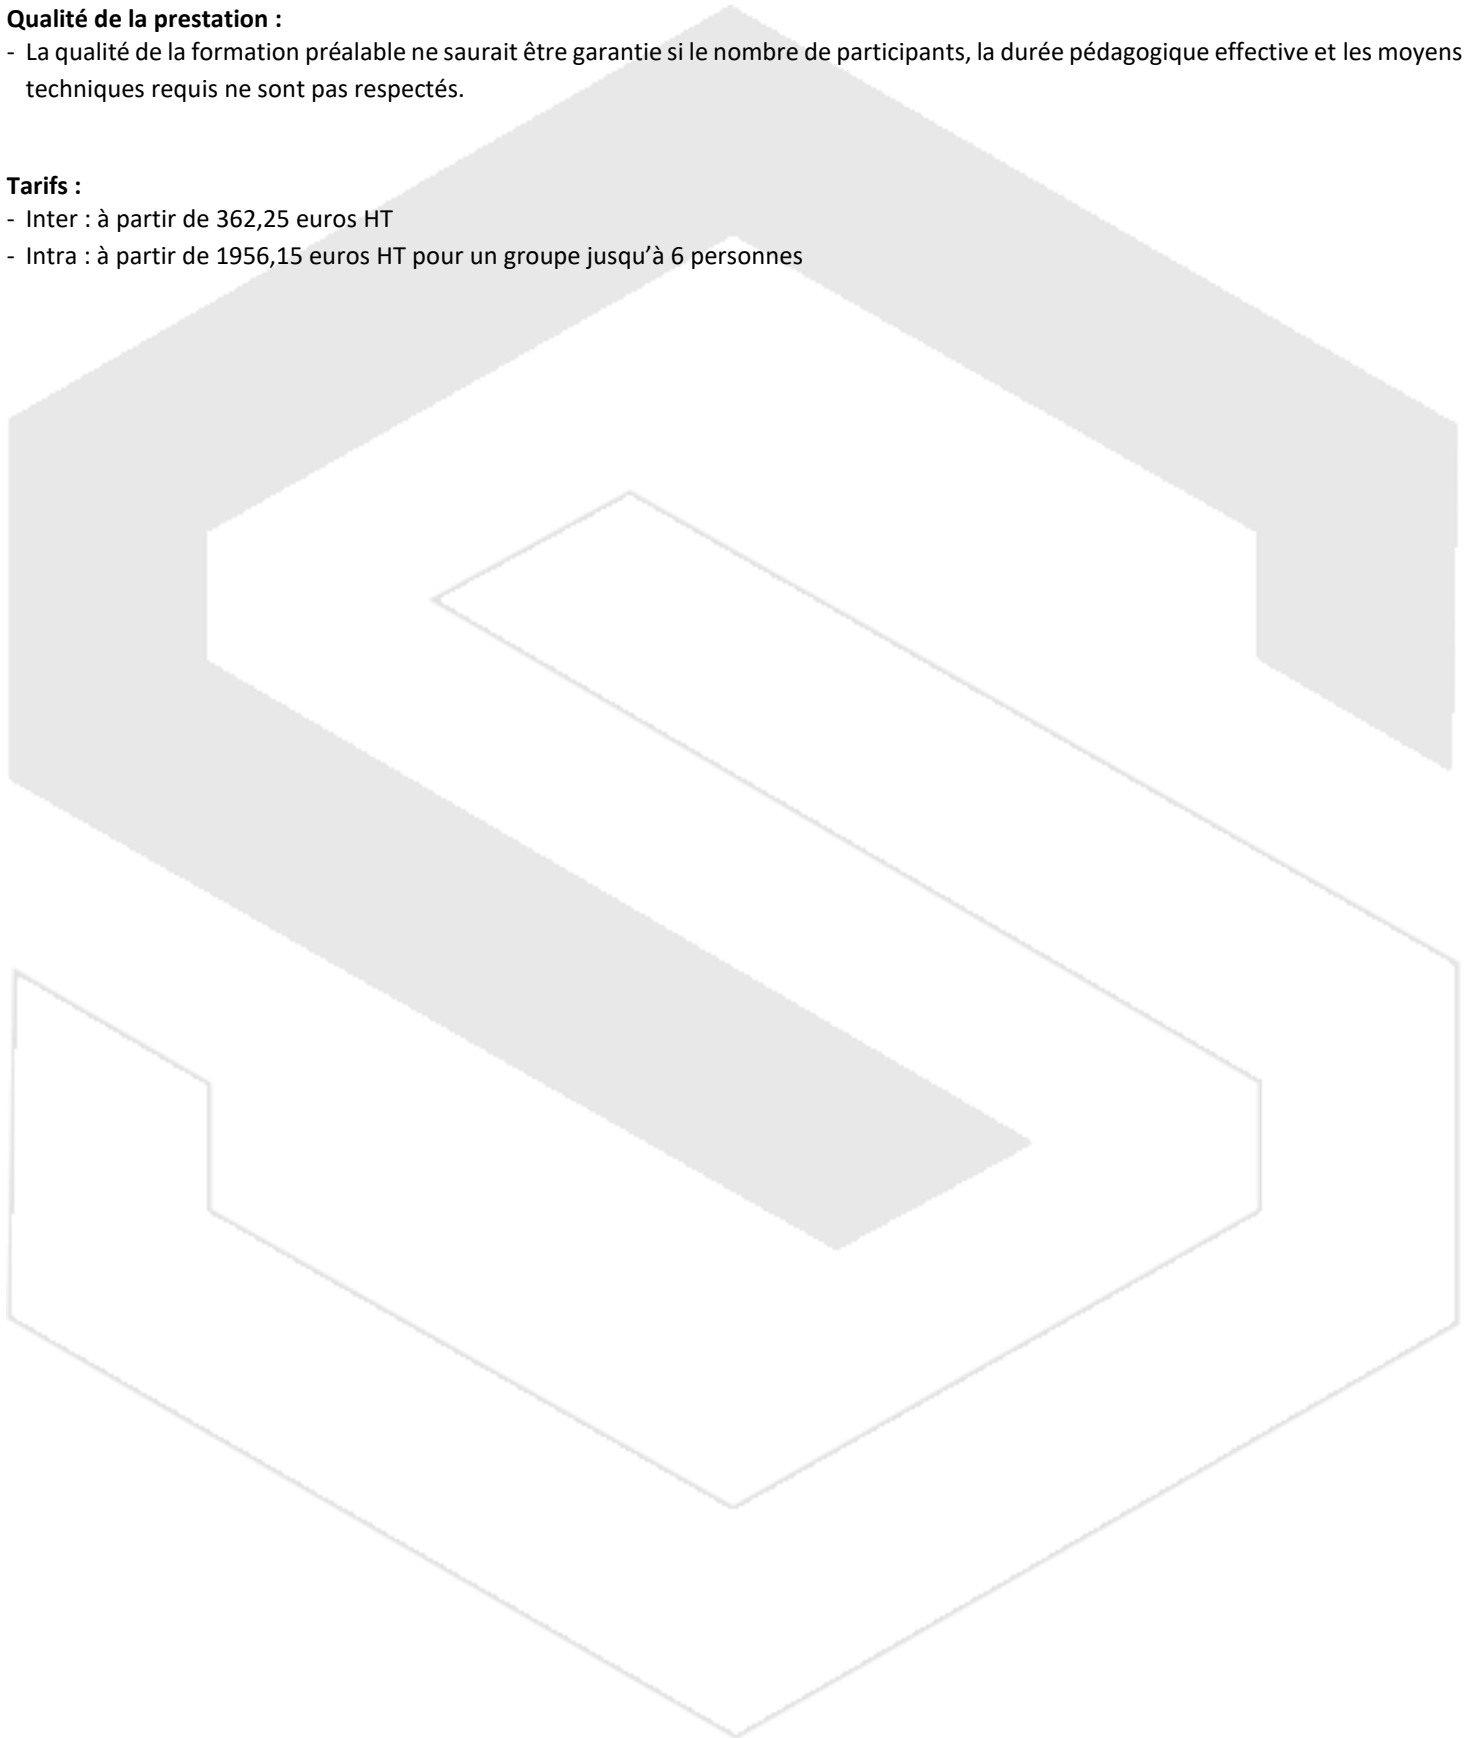 Qualité de la prestation :
- La qualité de la formation préalable ne saurait être garantie si le nombre de participants, la durée pédagogique effective et les moyens
techniques requis ne sont pas respectés.
Tarifs :
- Inter : à partir de 362,25 euros HT
- Intra : à partir de 1956,15 euros HT pour un groupe jusqu’à 6 personnes